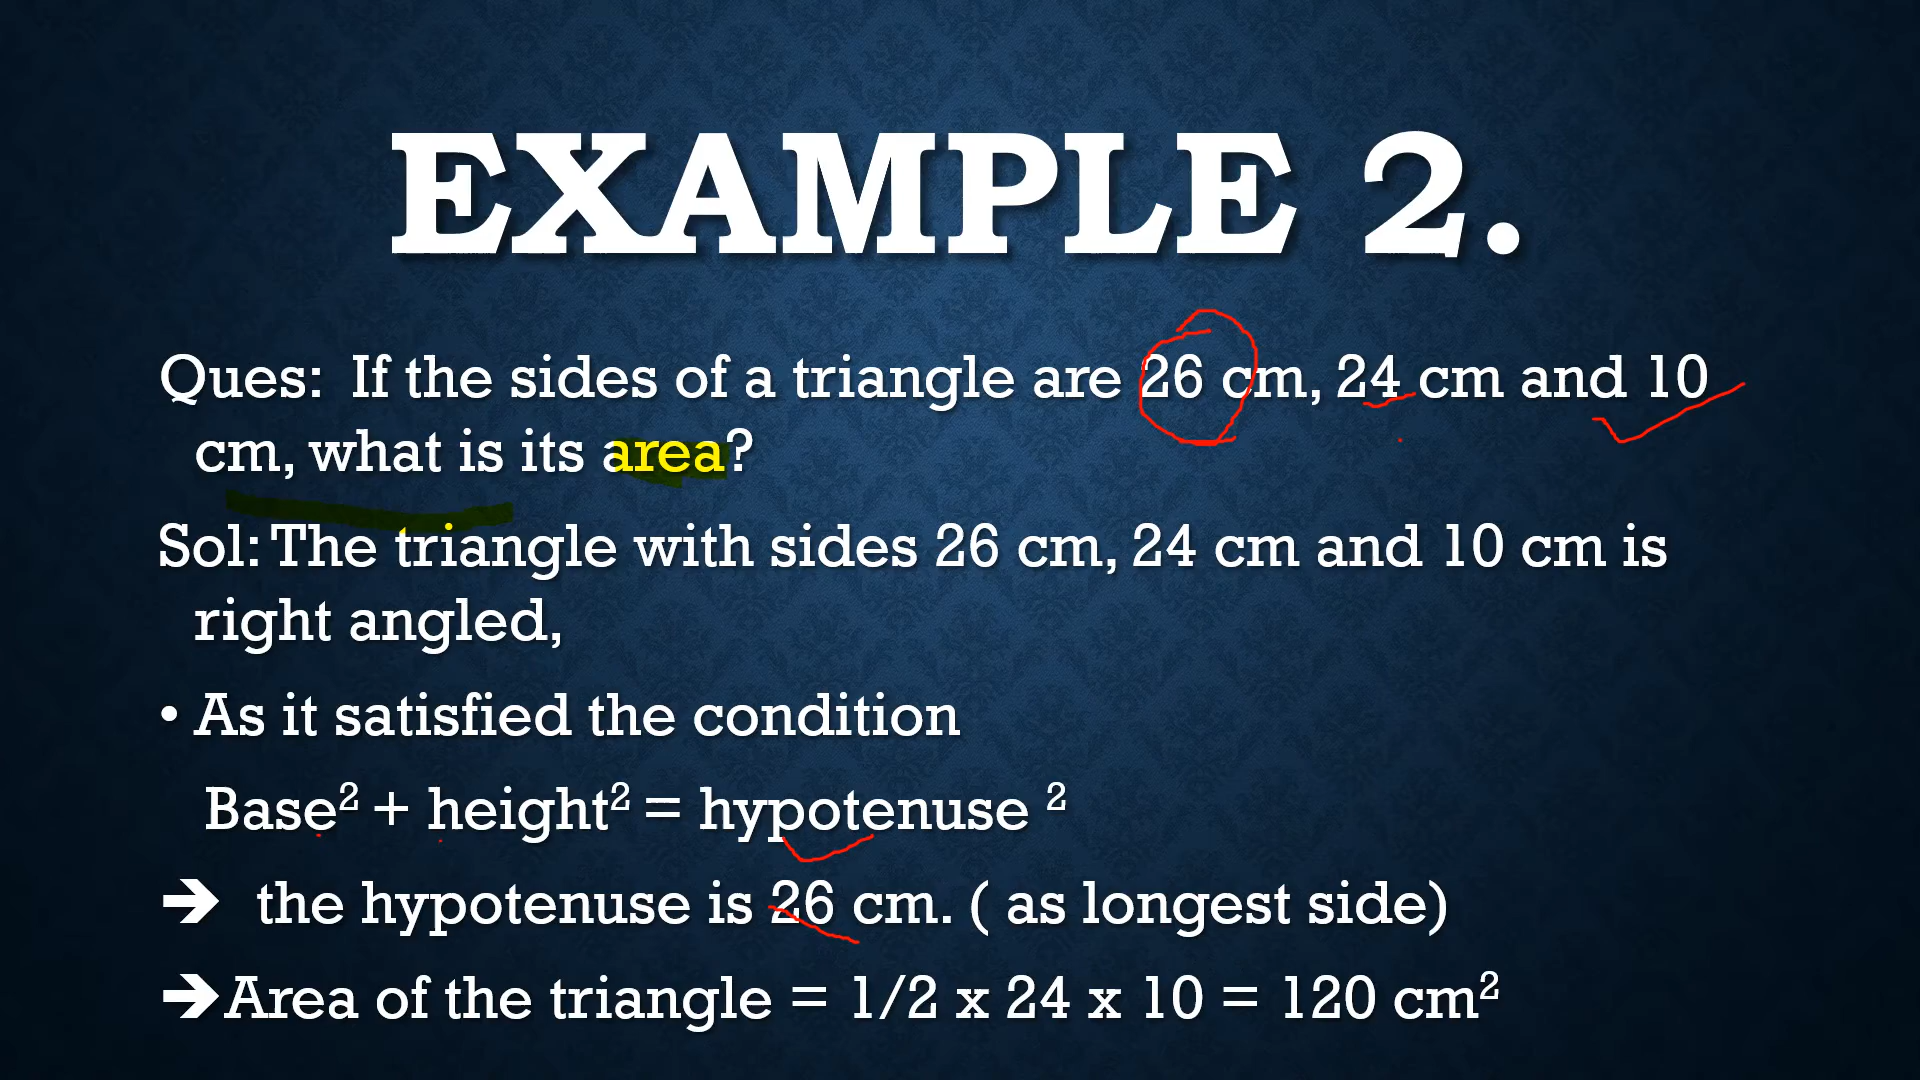 EXAMPLE 2.
Ques: If the sides of a triangle are 26 cm, 24 cm and 10
cm, what is its area?
Sol: The triangle with sides 26 cm, 24 cm and 10 cm is
right angled,
• As it satisfied the condition
Base² + height² = hypotenuse ²
➔ the hypotenuse is 26 cm. ( as longest side)
➔Area of the triangle = 1/2 x 24 x 10 = 120 cm²